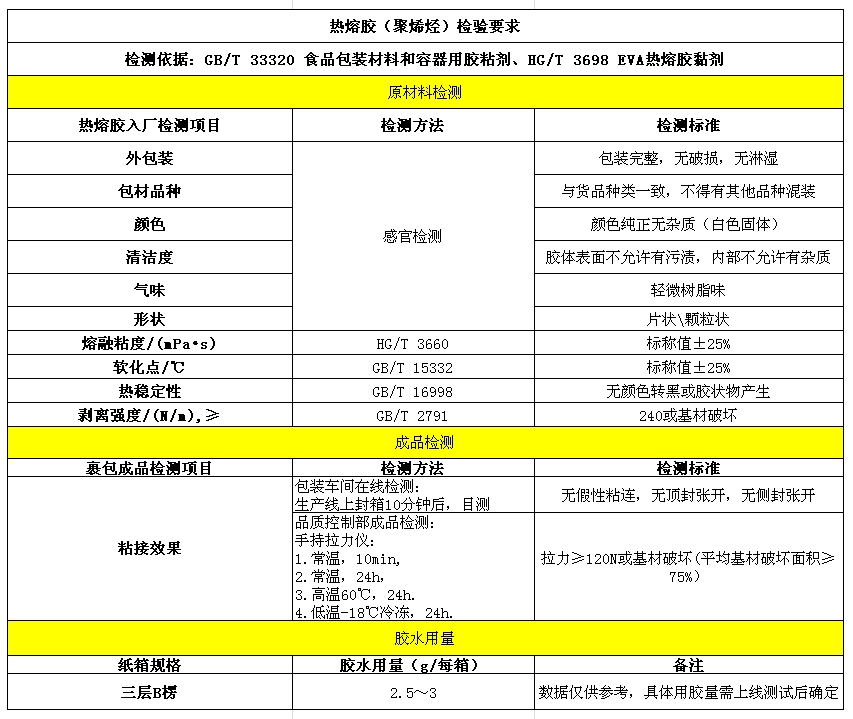 热熔胶（聚烯烃）检验要求
检测依据：GB/T 33320 食品包装材料和容器用胶粘剂、HG/T 3698 EVA热熔胶黏剂
原材料检测
热熔胶入厂检测项目 检测方法 检测标准
外包装 包装完整，无破损，无淋湿
包材品种 与货品种类一致，不得有其他品种混装
颜色 颜色纯正无杂质（白色固体）
感官检测
清洁度 胶体表面不允许有污渍，内部不允许有杂质
气味 轻微树脂味
形状 片状\颗粒状
熔融粘度/(mPa•s) HG/T 3660 标称值±25%
软化点/℃ GB/T 15332 标称值±25%
热稳定性 GB/T 16998 无颜色转黑或胶状物产生
剥离强度/(N/m),≥ GB/T 2791 240或基材破坏
成品检测
裹包成品检测项目 检测方法 检测标准
粘接效果
包装车间在线检测：
生产线上封箱10分钟后，目测
无假性粘连，无顶封张开，无侧封张开
品质控制部成品检测：
手持拉力仪：
1.常温，10min,
2.常温，24h，
3.高温60℃，24h.
4.低温-18℃冷冻，24h.
拉力≥120N或基材破坏(平均基材破坏面积≥
75%）
胶水用量
纸箱规格 胶水用量（g/每箱） 备注
三层B楞 2.5～3 数据仅供参考，具体用胶量需上线测试后确定